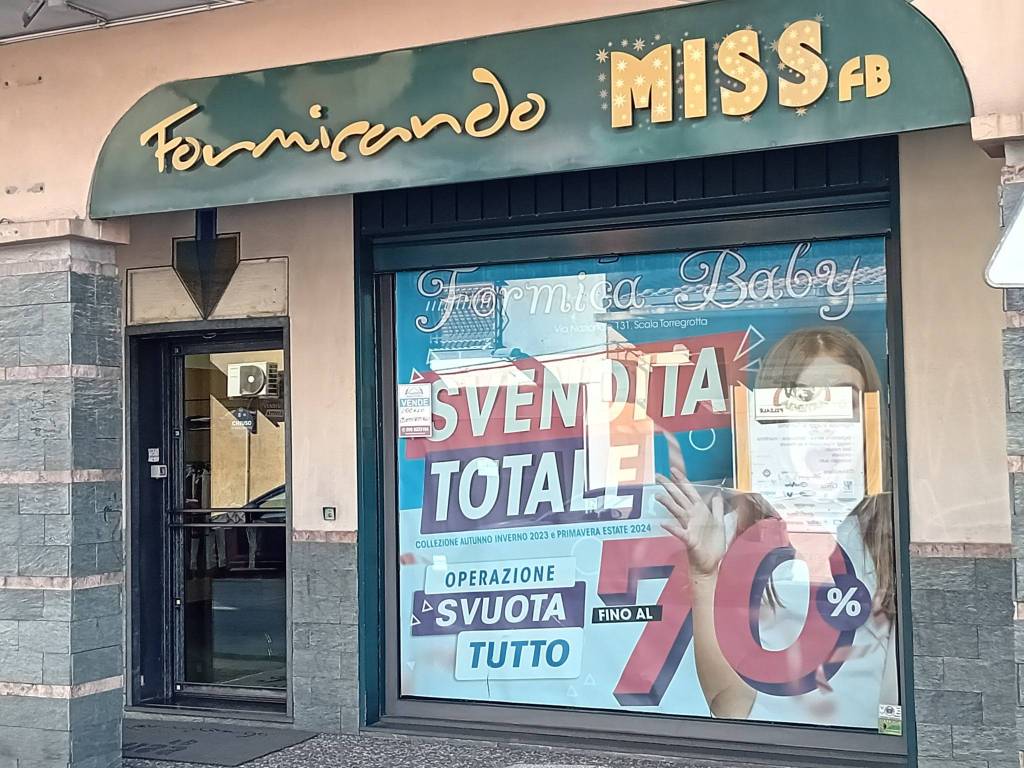 Formicando MISS FB
Formica Baby
131, Scala Torregrotta
SVENDITA
TOTALE
COLLEZIONE AUTUNNO INVERNO 2023 e PRIMAVERA ESTATE 2024
OPERAZIONE
SVUOTA
TUTTO
FINO AL
70%
VENDE
CHIUSO